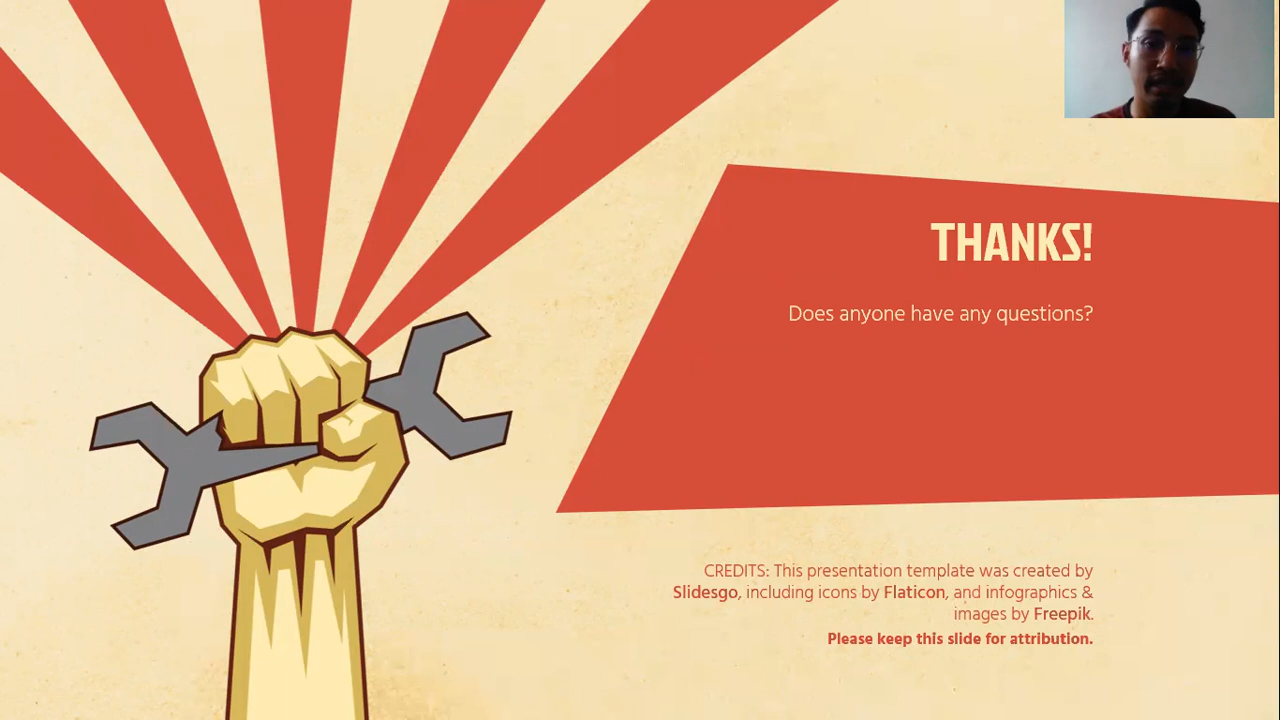 THANKS!
Does anyone have any questions?
CREDITS: This presentation template was created by
Slidesgo, including icons by Flaticon, and infographics &
images by Freepik.
Please keep this slide for attribution.